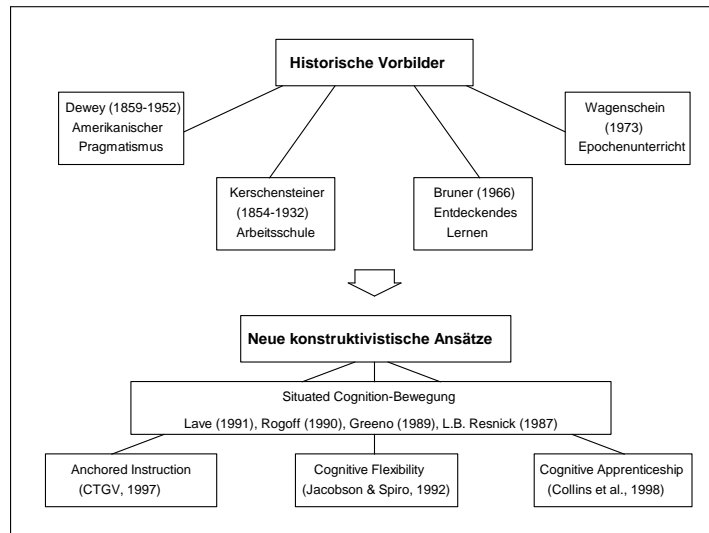 Historische Vorbilder
Dewey (1859-1952)
Amerikanischer
Pragmatismus
Wagenschein
(1973)
Epochenunterricht
Kerschensteiner
(1854-1932)
Arbeitsschule
Bruner (1966)
Entdeckendes
Lernen
Neue konstruktivistische Ansätze
Situated Cognition-Bewegung
Lave (1991), Rogoff (1990), Greeno (1989), L.B. Resnick (1987)
Anchored Instruction
(CTGV, 1997)
Cognitive Flexibility
(Jacobson & Spiro, 1992)
Cognitive Apprenticeship
(Collins et al., 1998)